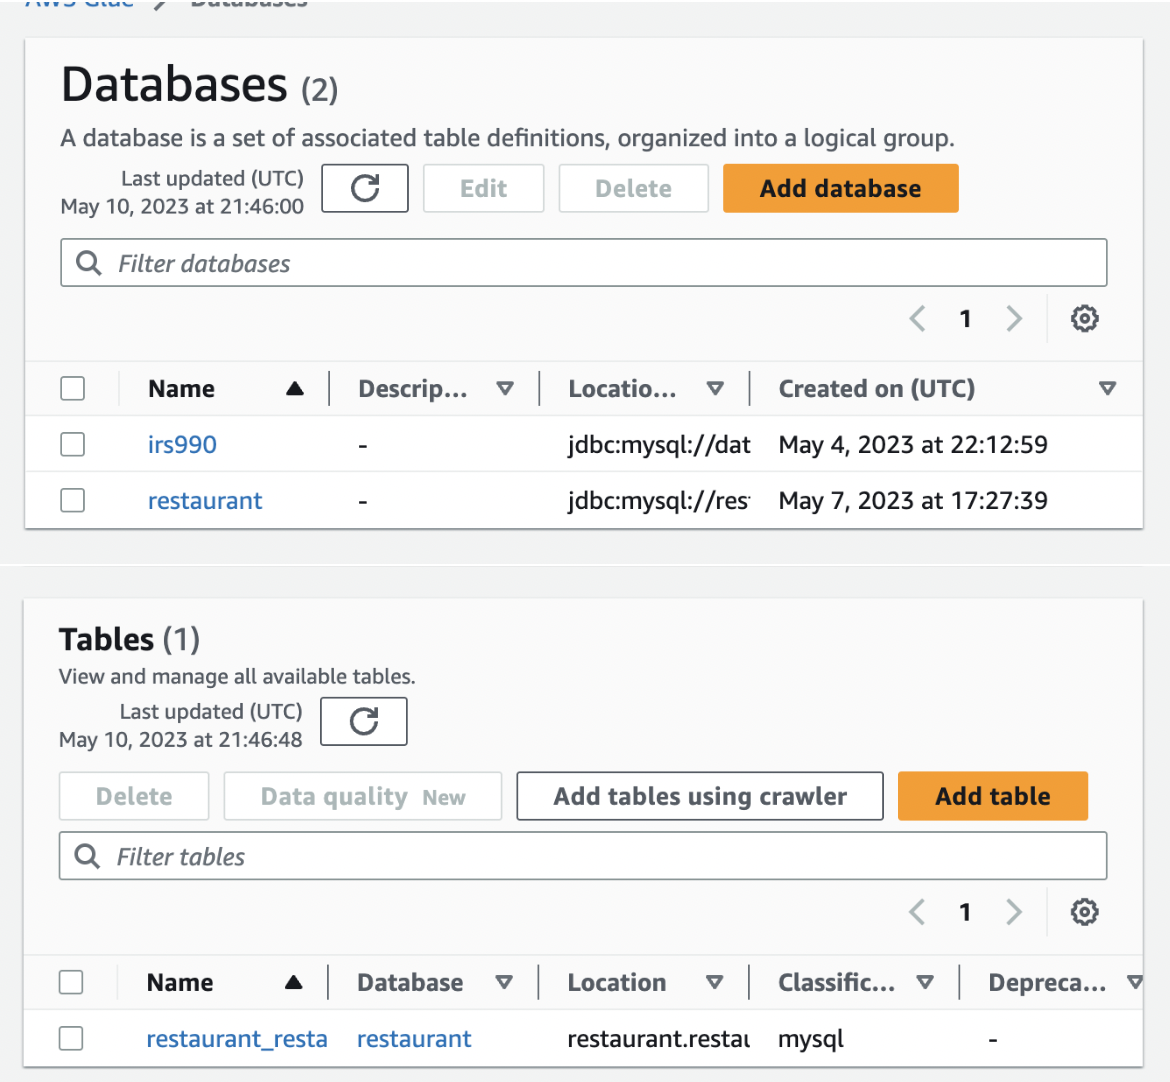 AWS Glue > Databases
Databases (2)
A database is a set of associated table definitions, organized into a logical group.
Last updated (UTC)
May 10, 2023 at 21:46:00
Edit
Delete
Add database
Filter databases
1
Name Descrip... Locatio... Created on (UTC)
irs990 - jdbc:mysql://dat May 4, 2023 at 22:12:59
restaurant - jdbc:mysql://res May 7, 2023 at 17:27:39
Tables (1)
View and manage all available tables.
Last updated (UTC)
May 10, 2023 at 21:46:48
Delete
Data quality New
Add tables using crawler
Add table
Filter tables
1
Name Database Location Classific... Depreca...
restaurant_resta restaurant restaurant.restau mysql -